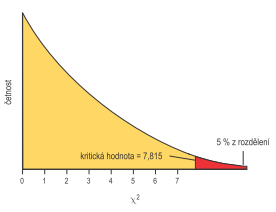 četnost
5 % z rozdělení
kritická hodnota = 7,815
0 1 2 3 4 5 6 7
χ²